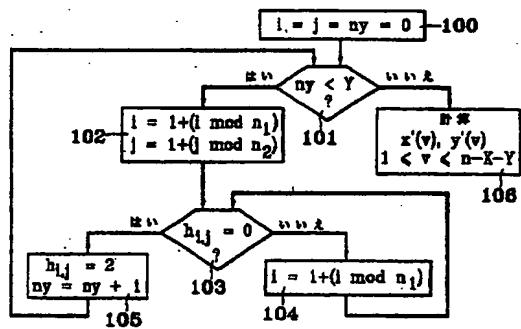 i = j = ny = 0
100
はい
ny < Y
?
いいえ
101
102
i = 1+(i mod n₁)
j = 1+(j mod n₂)
計算
x'(v), y'(v)
1 < v < n-X-Y
106
はい
hi,j = 0
?
いいえ
103
hi,j = 2
ny = ny + i
105
i = 1+(i mod n₁)
104